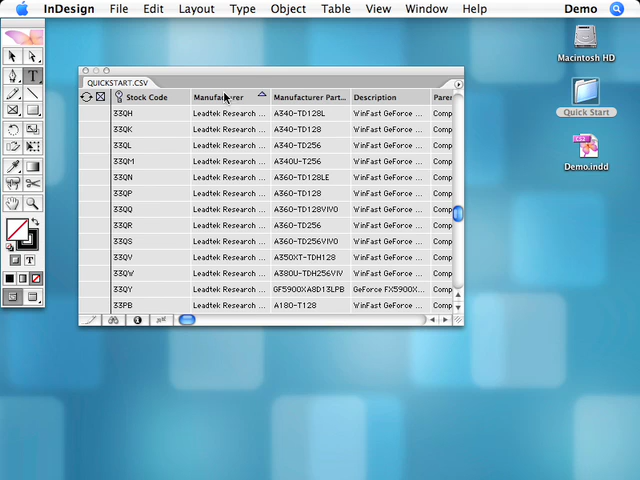 InDesign File Edit Layout Type Object Table View Window Help Demo
Macintosh HD
Quick Start
Demo.indd
QUICKSTART.CSV
Stock Code Manufacturer Manufacturer Part... Description Parer
33QH Leadtek Research ... A340-TD128L WinFast GeForce ... Comp
33QK Leadtek Research ... A340-TD128 WinFast GeForce ... Comp
33QL Leadtek Research ... A340-TD256 WinFast GeForce ... Comp
33QM Leadtek Research ... A340U-T256 WinFast GeForce ... Comp
33QN Leadtek Research ... A360-TD128LE WinFast GeForce ... Comp
33QP Leadtek Research ... A360-TD128 WinFast GeForce ... Comp
33QQ Leadtek Research ... A360-TD128VIVO WinFast GeForce ... Comp
33QR Leadtek Research ... A360-TD256 WinFast GeForce ... Comp
33QS Leadtek Research ... A360-TD256VIVO WinFast GeForce ... Comp
33QV Leadtek Research ... A350XT-TDH128 WinFast GeForce ... Comp
33QW Leadtek Research ... A380U-TDH256VIV WinFast GeForce ... Comp
33QY Leadtek Research ... GF5900XA8D13LPB GeForce FX5900X... Comp
33PB Leadtek Research ... A180-T128 WinFast GeForce ... Comp